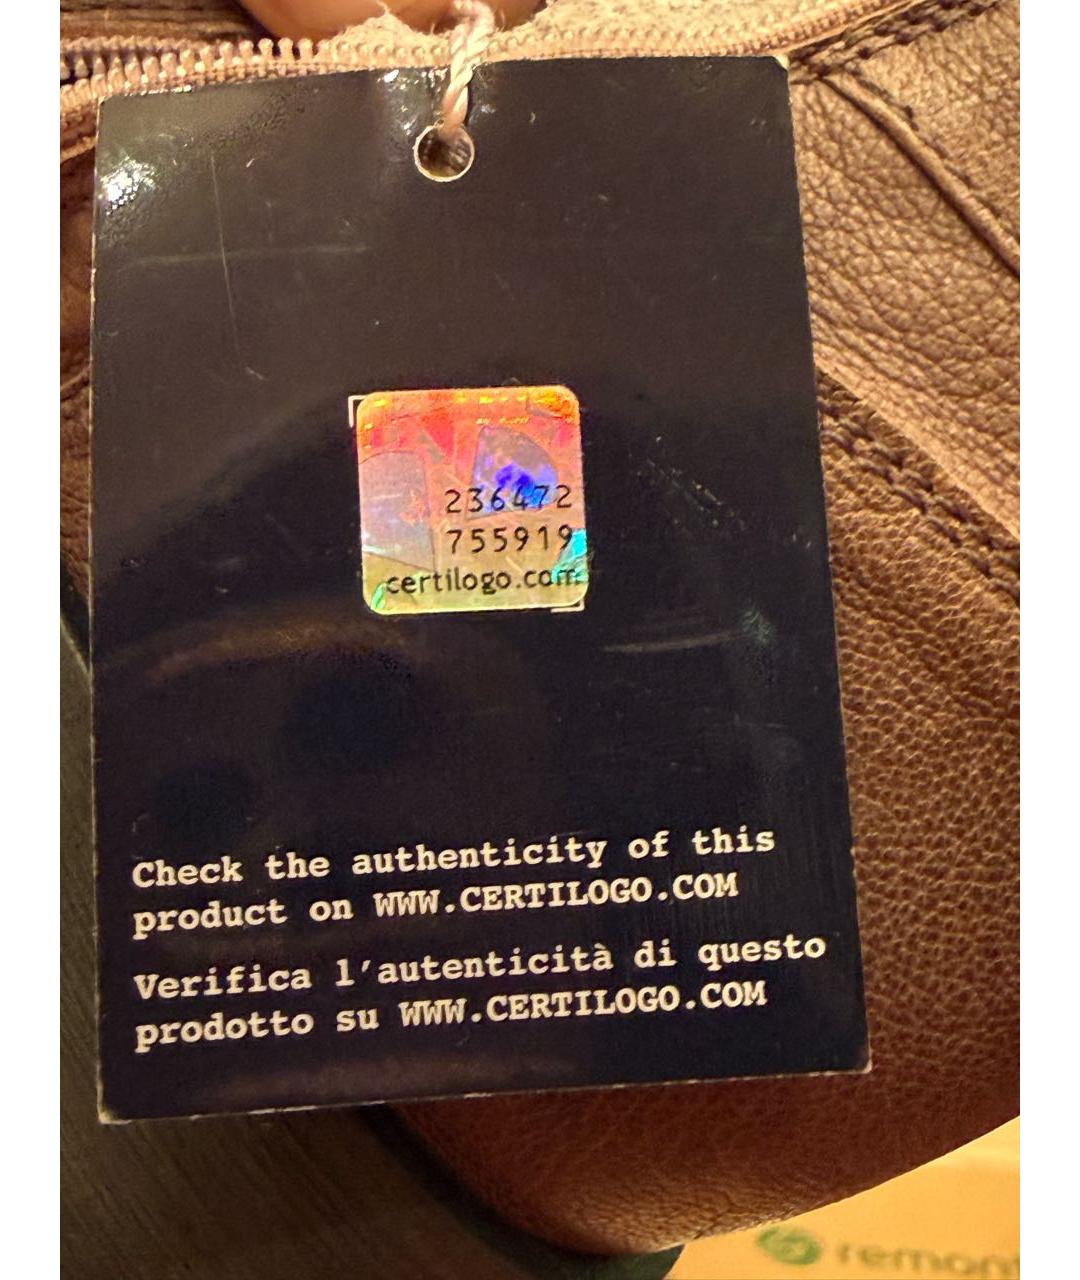 236472
755919
certilogo.com
Check the authenticity of this
product on WWW.CERTILOGO.COM
Verifica l'autenticità di questo
prodotto su WWW.CERTILOGO.COM
remont